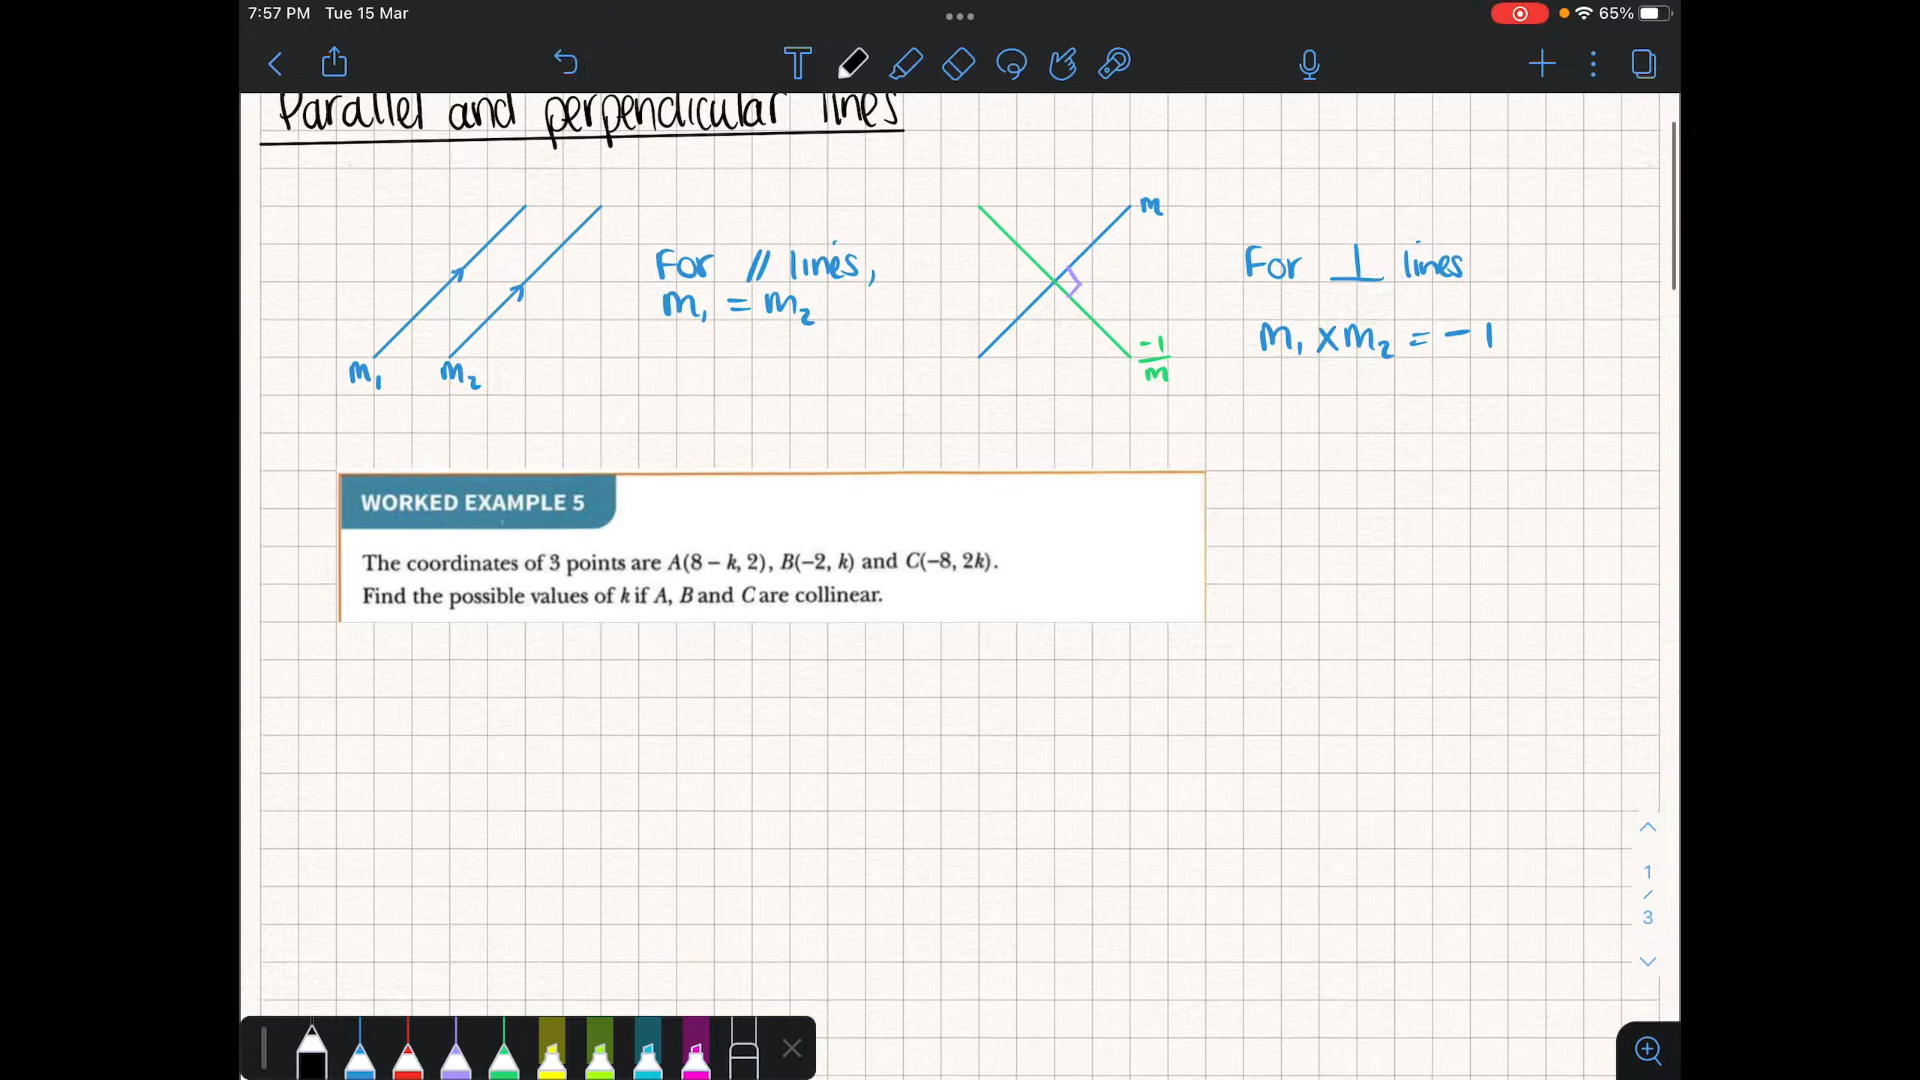 7:57 PM Tue 15 Mar
65%
Parallel and perpendicular lines
m
For // lines,
m₁ = m₂
For ⊥ lines
m₁ × m₂ = -1
-1/m
m₁ m₂
WORKED EXAMPLE 5
The coordinates of 3 points are A(8 – k, 2), B(–2, k) and C(–8, 2k).
Find the possible values of k if A, B and C are collinear.
1
/
3